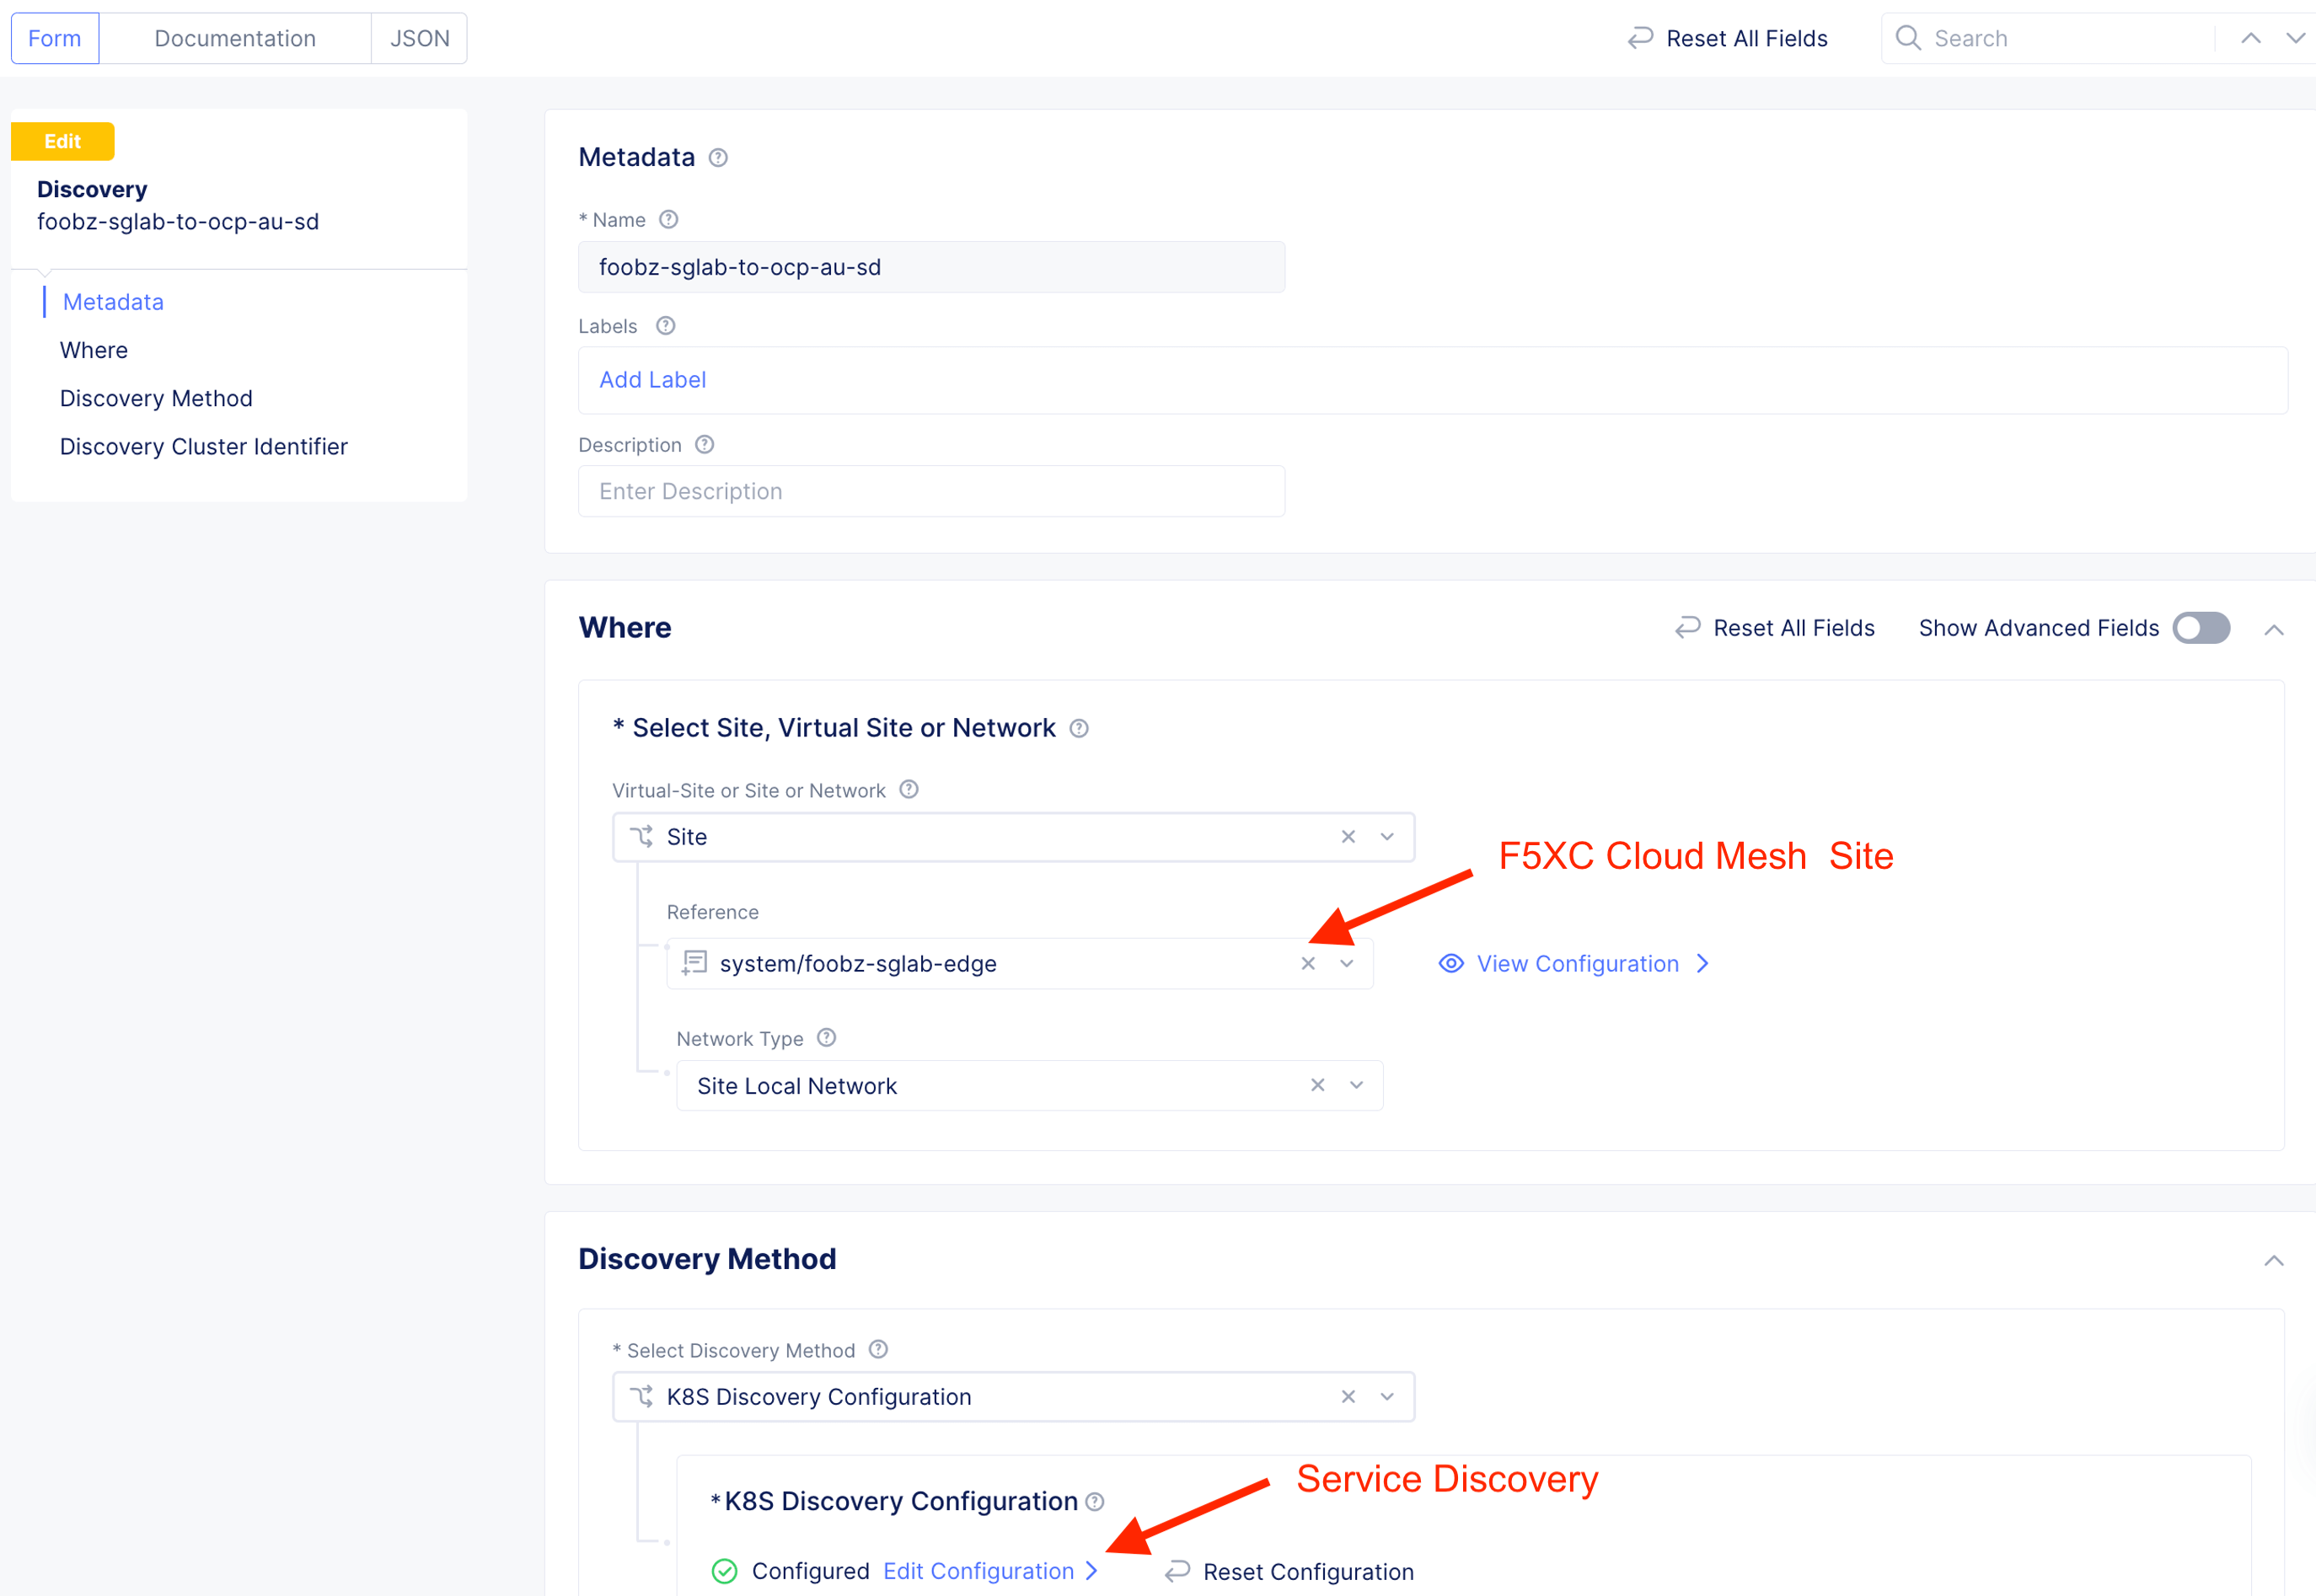 Form Documentation JSON Reset All Fields Search
Edit
Discovery
foobz-sglab-to-ocp-au-sd
Metadata
Where
Discovery Method
Discovery Cluster Identifier
Metadata
* Name
foobz-sglab-to-ocp-au-sd
Labels
Add Label
Description
Enter Description
Where Reset All Fields Show Advanced Fields
* Select Site, Virtual Site or Network
Virtual-Site or Site or Network
Site
F5XC Cloud Mesh Site
Reference
system/foobz-sglab-edge View Configuration
Network Type
Site Local Network
Discovery Method
* Select Discovery Method
K8S Discovery Configuration
Service Discovery
* K8S Discovery Configuration
Configured Edit Configuration Reset Configuration